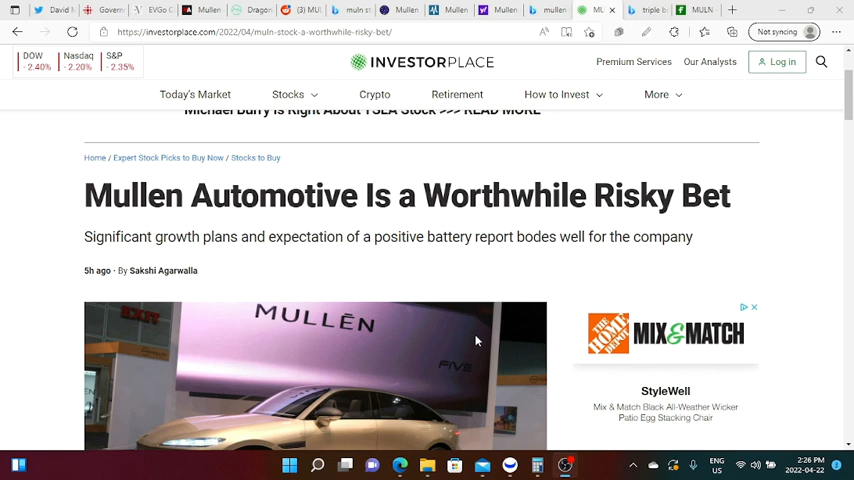 David M
Govern
EVGo C
Mullen
Dragon
(3) MUL
muln st
Mullen
Mullen
Mullen
mullen
MU
triple b
MULN -
https://investorplace.com/2022/04/muln-stock-a-worthwhile-risky-bet/
Not syncing
DOW Nasdaq S&P
- 2.40% - 2.20% - 2.35%
INVESTORPLACE
Premium Services Our Analysts Log in
Today's Market Stocks Crypto Retirement How to Invest More
Michael Burry Is Right About TSLA Stock >>> READ MORE
Home / Expert Stock Picks to Buy Now / Stocks to Buy
Mullen Automotive Is a Worthwhile Risky Bet
Significant growth plans and expectation of a positive battery report bodes well for the company
5h ago · By Sakshi Agarwalla
EXIT
MULLĒN
FIVE
THE HOME DEPOT
MIX & MATCH
StyleWell
Mix & Match Black All-Weather Wicker
Patio Egg Stacking Chair
ENG
US
2:26 PM
2022-04-22